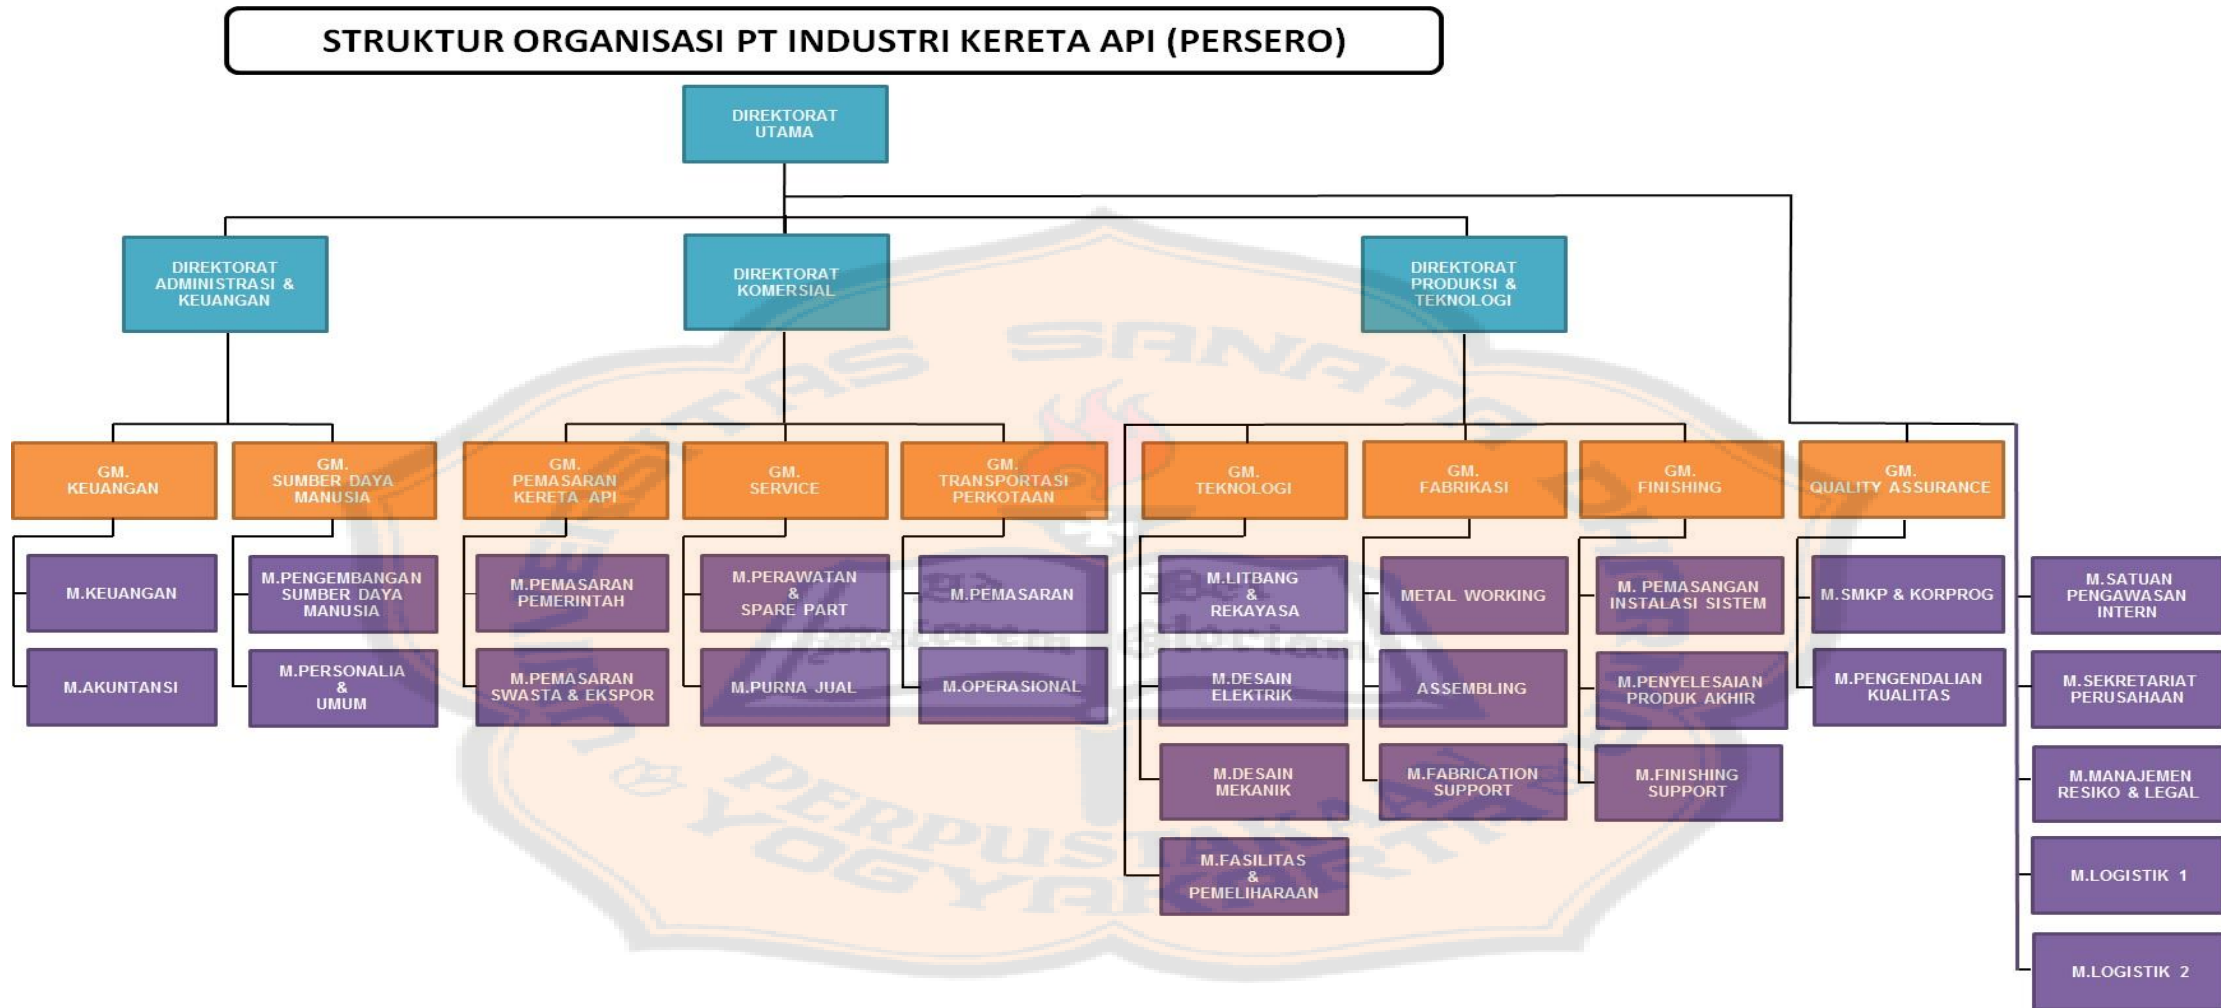 STRUKTUR ORGANISASI PT INDUSTRI KERETA API (PERSERO)
DIREKTORAT
UTAMA
DIREKTORAT
ADMINISTRASI &
KEUANGAN
DIREKTORAT
KOMERSIAL
DIREKTORAT
PRODUKSI &
TEKNOLOGI
GM.
KEUANGAN
GM.
SUMBER DAYA
MANUSIA
GM.
PEMASARAN
KERETA API
GM.
SERVICE
GM.
TRANSPORTASI
PERKOTAAN
GM.
TEKNOLOGI
GM.
FABRIKASI
GM.
FINISHING
GM.
QUALITY ASSURANCE
M.KEUANGAN
M.PENGEMBANGAN
SUMBER DAYA
MANUSIA
M.PEMASARAN
PEMERINTAH
M.PERAWATAN
&
SPARE PART
M.PEMASARAN
M.LITBANG
&
REKAYASA
METAL WORKING
M. PEMASANGAN
INSTALASI SISTEM
M.SMKP & KORPROG
M.SATUAN
PENGAWASAN
INTERN
M.AKUNTANSI
M.PERSONALIA
&
UMUM
M.PEMASARAN
SWASTA & EKSPOR
M.PURNA JUAL
M.OPERASIONAL
M.DESAIN
ELEKTRIK
ASSEMBLING
M.PENYELESAIAN
PRODUK AKHIR
M.PENGENDALIAN
KUALITAS
M.SEKRETARIAT
PERUSAHAAN
M.DESAIN
MEKANIK
M.FABRICATION
SUPPORT
M.FINISHING
SUPPORT
M.MANAJEMEN
RESIKO & LEGAL
M.FASILITAS
&
PEMELIHARAAN
M.LOGISTIK 1
M.LOGISTIK 2
UNIVERSITAS SANATA DHARMA
PERPUSTAKAAN
YOGYAKARTA